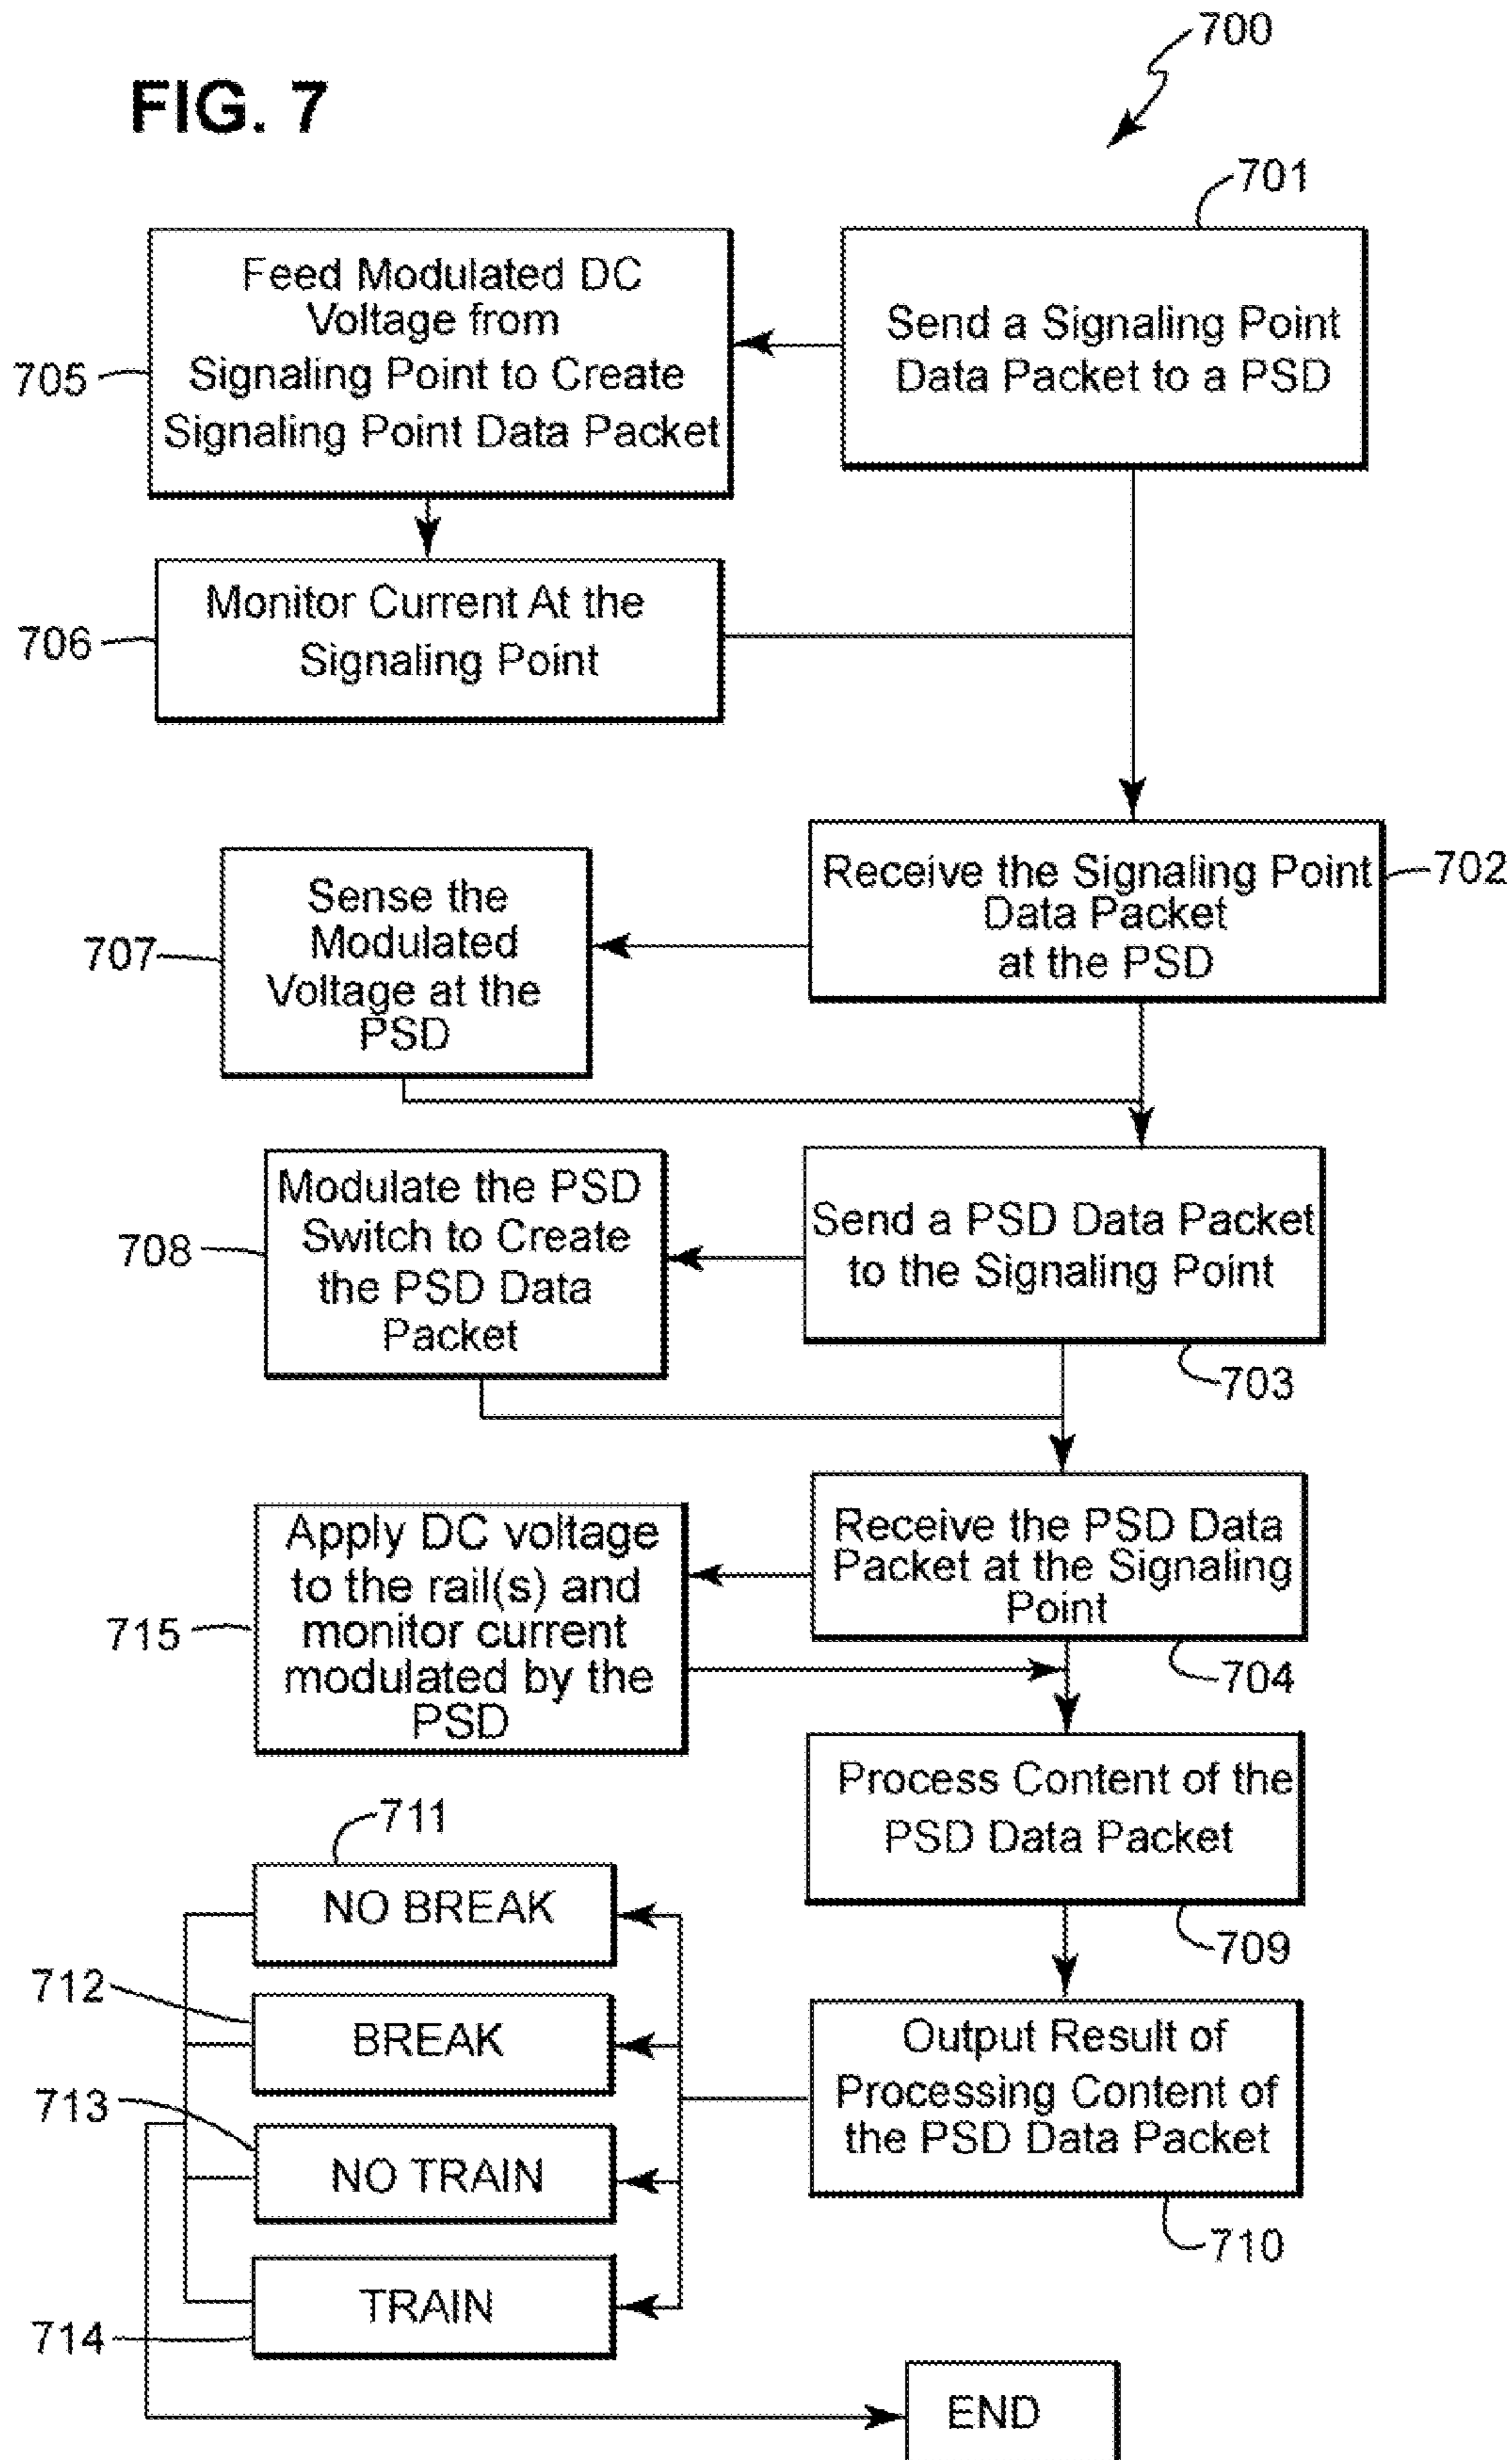 FIG. 7
700
701
Feed Modulated DC
Voltage from
Signaling Point to Create
Signaling Point Data Packet
705
Send a Signaling Point
Data Packet to a PSD
Monitor Current At the
Signaling Point
706
Receive the Signaling Point
Data Packet
at the PSD
702
Sense the
Modulated
Voltage at the
PSD
707
Modulate the PSD
Switch to Create
the PSD Data
Packet
708
Send a PSD Data Packet
to the Signaling Point
703
Apply DC voltage
to the rail(s) and
monitor current
modulated by the
PSD
715
Receive the PSD Data
Packet at the Signaling
Point
704
Process Content of the
PSD Data Packet
709
711
NO BREAK
712
BREAK
713
NO TRAIN
TRAIN
714
Output Result of
Processing Content of
the PSD Data Packet
710
END